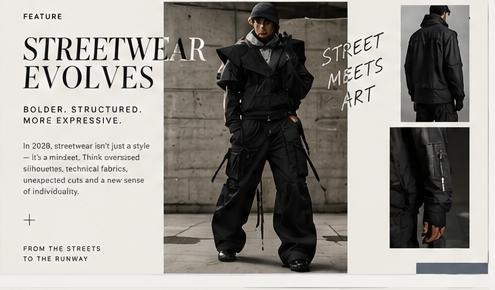 FEATURE
STREETWEAR
EVOLVES
BOLDER. STRUCTURED.
MORE EXPRESSIVE.
In 2028, streetwear isn't just a style
— it's a mindset. Think oversized
silhouettes, technical fabrics,
unexpected cuts and a new sense
of individuality.
FROM THE STREETS
TO THE RUNWAY
STREET
MEETS
ART